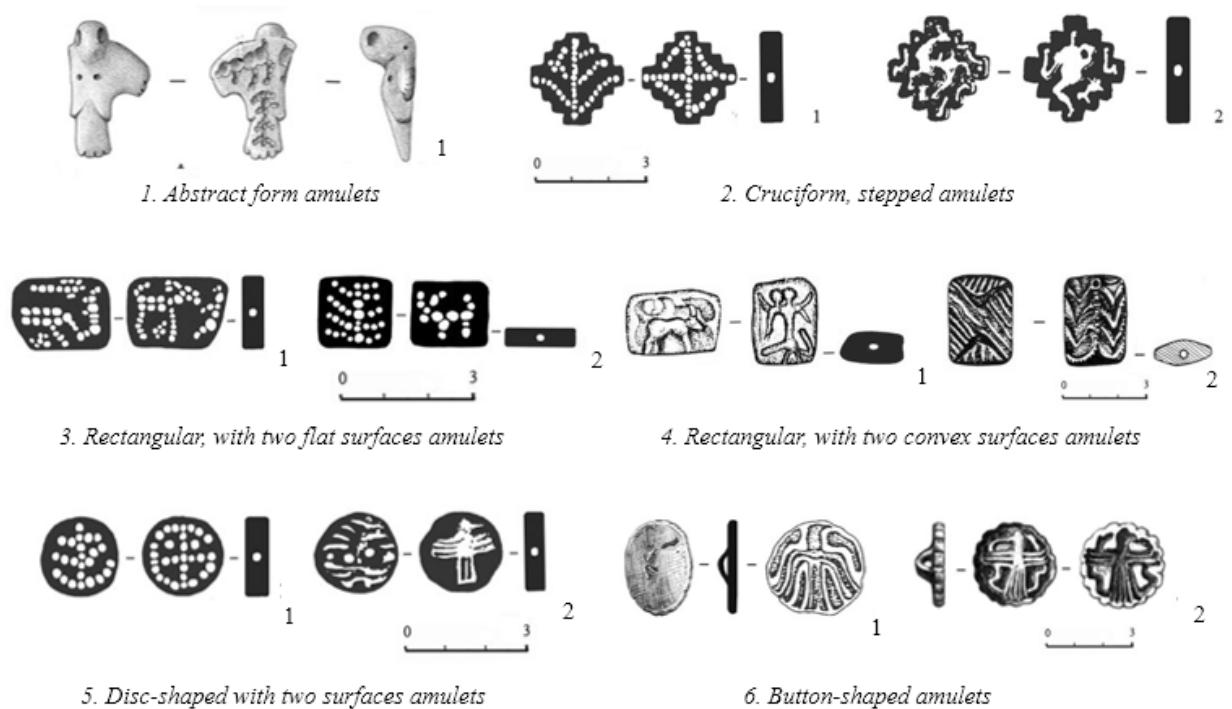 1
1. Abstract form amulets
1
2
0 3
2. Cruciform, stepped amulets
1
2
0 3
3. Rectangular, with two flat surfaces amulets
1
2
0 3
4. Rectangular, with two convex surfaces amulets
1
2
0 3
5. Disc-shaped with two surfaces amulets
1
2
0 3
6. Button-shaped amulets